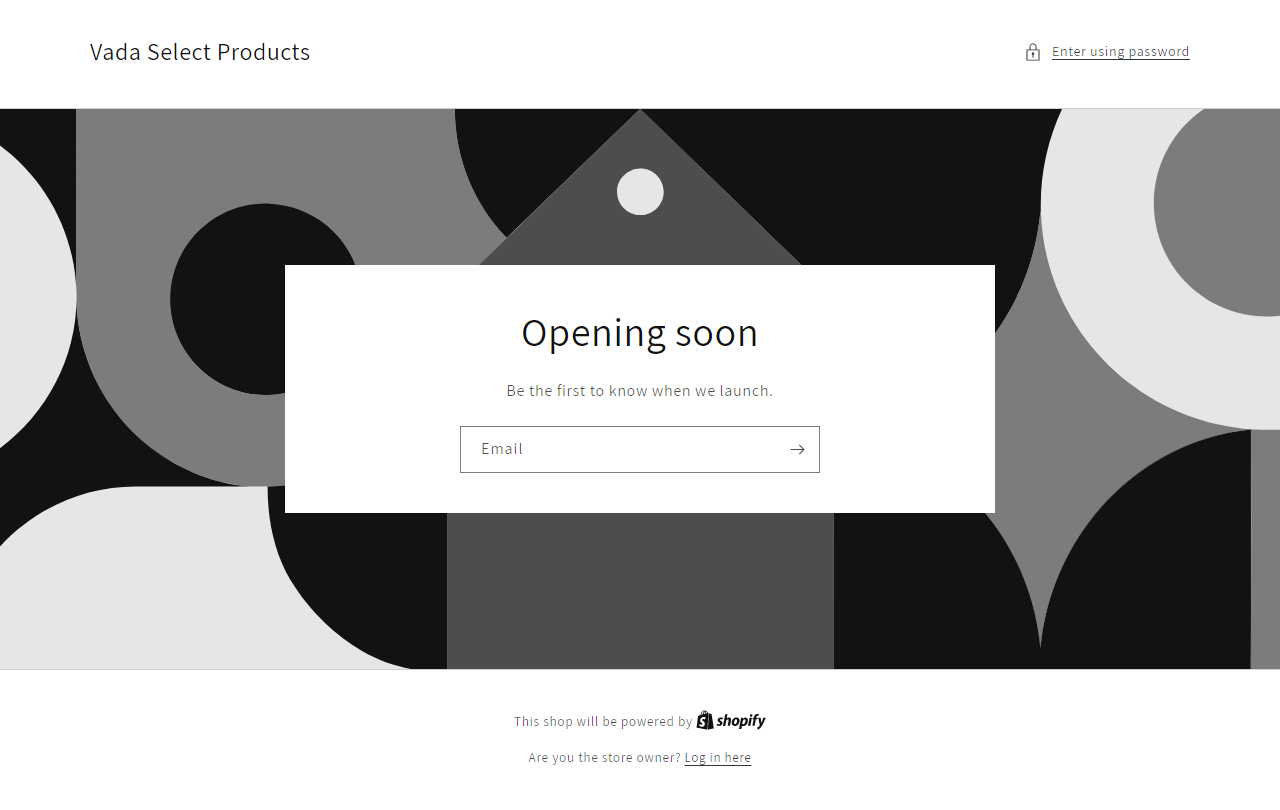 Vada Select Products
Enter using password
Opening soon
Be the first to know when we launch.
Email
This shop will be powered by shopify
Are you the store owner? Log in here